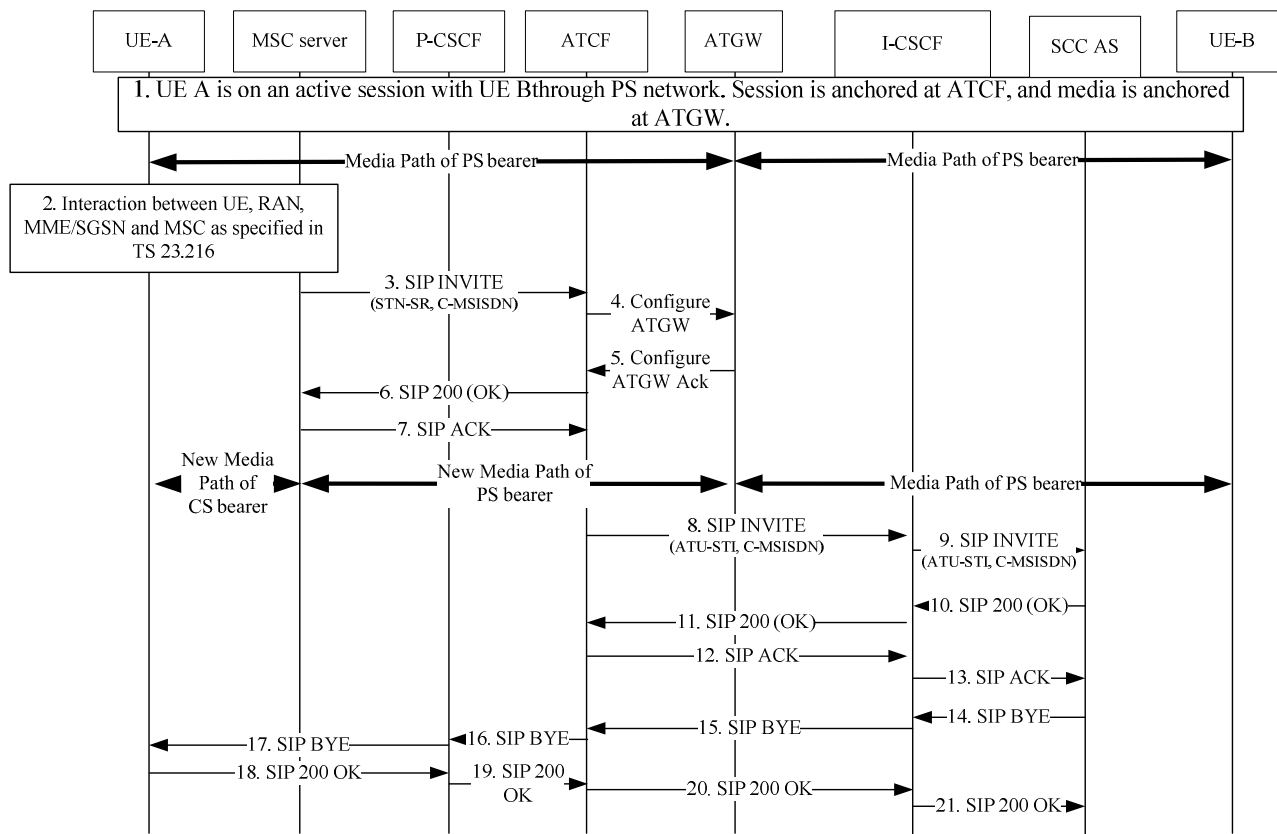 UE-A
MSC server
P-CSCF
ATCF
ATGW
I-CSCF
SCC AS
UE-B
1. UE A is on an active session with UE Bthrough PS network. Session is anchored at ATCF, and media is anchored
at ATGW.
Media Path of PS bearer
Media Path of PS bearer
2. Interaction between UE, RAN,
MME/SGSN and MSC as specified in
TS 23.216
3. SIP INVITE
(STN-SR, C-MSISDN)
4. Configure
ATGW
5. Configure
ATGW Ack
6. SIP 200 (OK)
7. SIP ACK
New Media
Path of
CS bearer
New Media Path of
PS bearer
Media Path of PS bearer
8. SIP INVITE
(ATU-STI, C-MSISDN)
9. SIP INVITE
(ATU-STI, C-MSISDN)
10. SIP 200 (OK)
11. SIP 200 (OK)
12. SIP ACK
13. SIP ACK
14. SIP BYE
15. SIP BYE
16. SIP BYE
17. SIP BYE
18. SIP 200 OK
19. SIP 200
OK
20. SIP 200 OK
21. SIP 200 OK